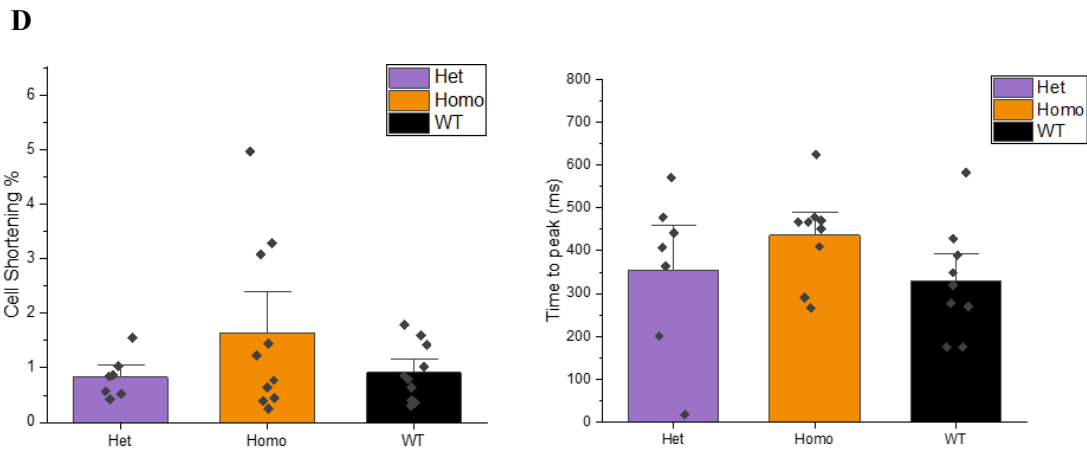 D
Het
Homo
WT
Cell Shortening %
6
5
4
3
2
1
0
Het Homo WT
Het
Homo
WT
Time to peak (ms)
800
700
600
500
400
300
200
100
0
Het Homo WT